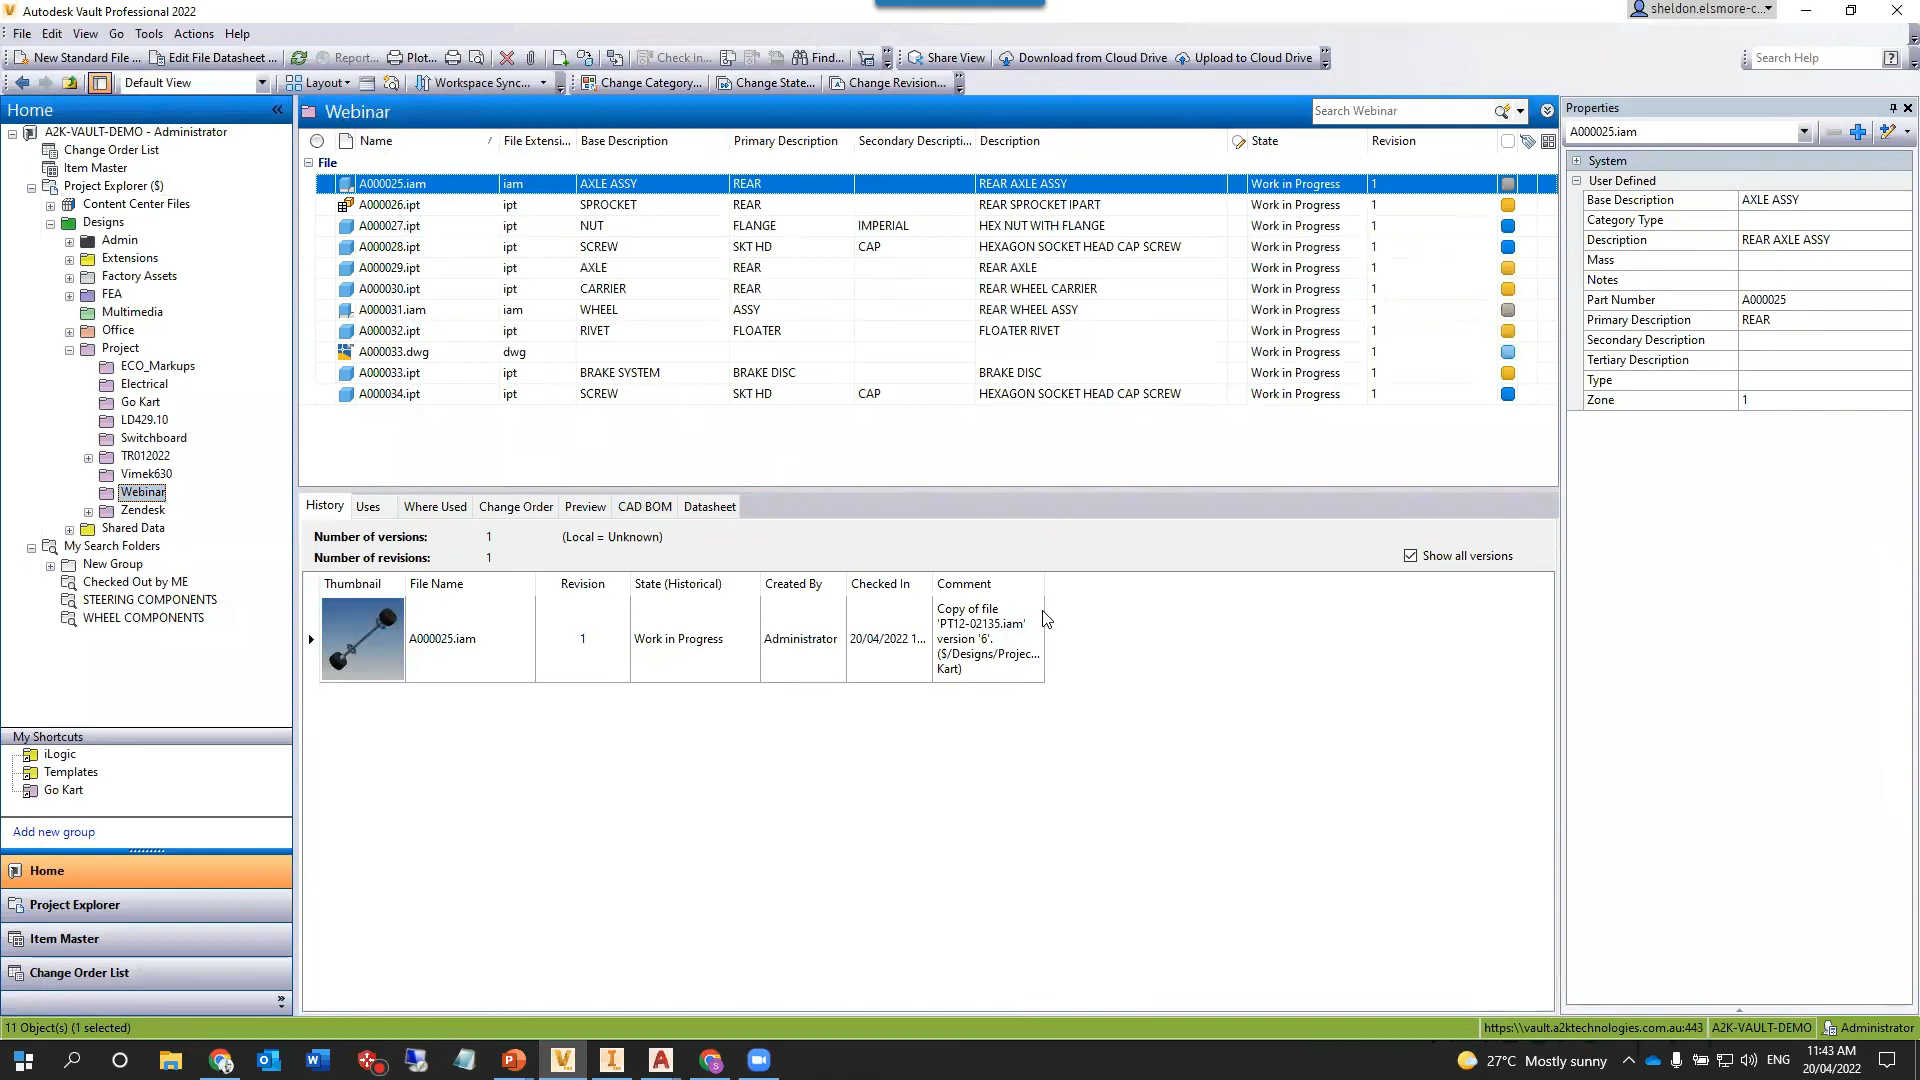 Autodesk Vault Professional 2022
sheldon.elsmore-c...
File Edit View Go Tools Actions Help
New Standard File ... Edit File Datasheet ... Report... Plot... Check In... Find... Share View Download from Cloud Drive Upload to Cloud Drive Search Help
Default View Layout Workspace Sync... Change Category... Change State... Change Revision...
Home
A2K-VAULT-DEMO - Administrator
Change Order List
Item Master
Project Explorer ($)
Content Center Files
Designs
Admin
Extensions
Factory Assets
FEA
Multimedia
Office
Project
ECO_Markups
Electrical
Go Kart
LD429.10
Switchboard
TR012022
Vimek630
Webinar
Zendesk
Shared Data
My Search Folders
New Group
Checked Out by ME
STEERING COMPONENTS
WHEEL COMPONENTS
My Shortcuts
iLogic
Templates
Go Kart
Add new group
Home
Project Explorer
Item Master
Change Order List
Webinar
Search Webinar
Name File Extensi... Base Description Primary Description Secondary Descripti... Description State Revision
File
A000025.iam iam AXLE ASSY REAR REAR AXLE ASSY Work in Progress 1
A000026.ipt ipt SPROCKET REAR REAR SPROCKET IPART Work in Progress 1
A000027.ipt ipt NUT FLANGE IMPERIAL HEX NUT WITH FLANGE Work in Progress 1
A000028.ipt ipt SCREW SKT HD CAP HEXAGON SOCKET HEAD CAP SCREW Work in Progress 1
A000029.ipt ipt AXLE REAR REAR AXLE Work in Progress 1
A000030.ipt ipt CARRIER REAR REAR WHEEL CARRIER Work in Progress 1
A000031.iam iam WHEEL ASSY REAR WHEEL ASSY Work in Progress 1
A000032.ipt ipt RIVET FLOATER FLOATER RIVET Work in Progress 1
A000033.dwg dwg Work in Progress 1
A000033.ipt ipt BRAKE SYSTEM BRAKE DISC BRAKE DISC Work in Progress 1
A000034.ipt ipt SCREW SKT HD CAP HEXAGON SOCKET HEAD CAP SCREW Work in Progress 1
History Uses Where Used Change Order Preview CAD BOM Datasheet
Number of versions: 1 (Local = Unknown)
Number of revisions: 1
Show all versions
Thumbnail File Name Revision State (Historical) Created By Checked In Comment
A000025.iam 1 Work in Progress Administrator 20/04/2022 1...
Copy of file
'PT12-02135.iam'
version '6'.
($/Designs/Projec...
Kart)
Properties
A000025.iam
System
User Defined
Base Description AXLE ASSY
Category Type
Description REAR AXLE ASSY
Mass
Notes
Part Number A000025
Primary Description REAR
Secondary Description
Tertiary Description
Type
Zone 1
11 Object(s) (1 selected)
https:\\vault.a2ktechnologies.com.au:443 A2K-VAULT-DEMO Administrator
27°C Mostly sunny ENG
11:43 AM
20/04/2022